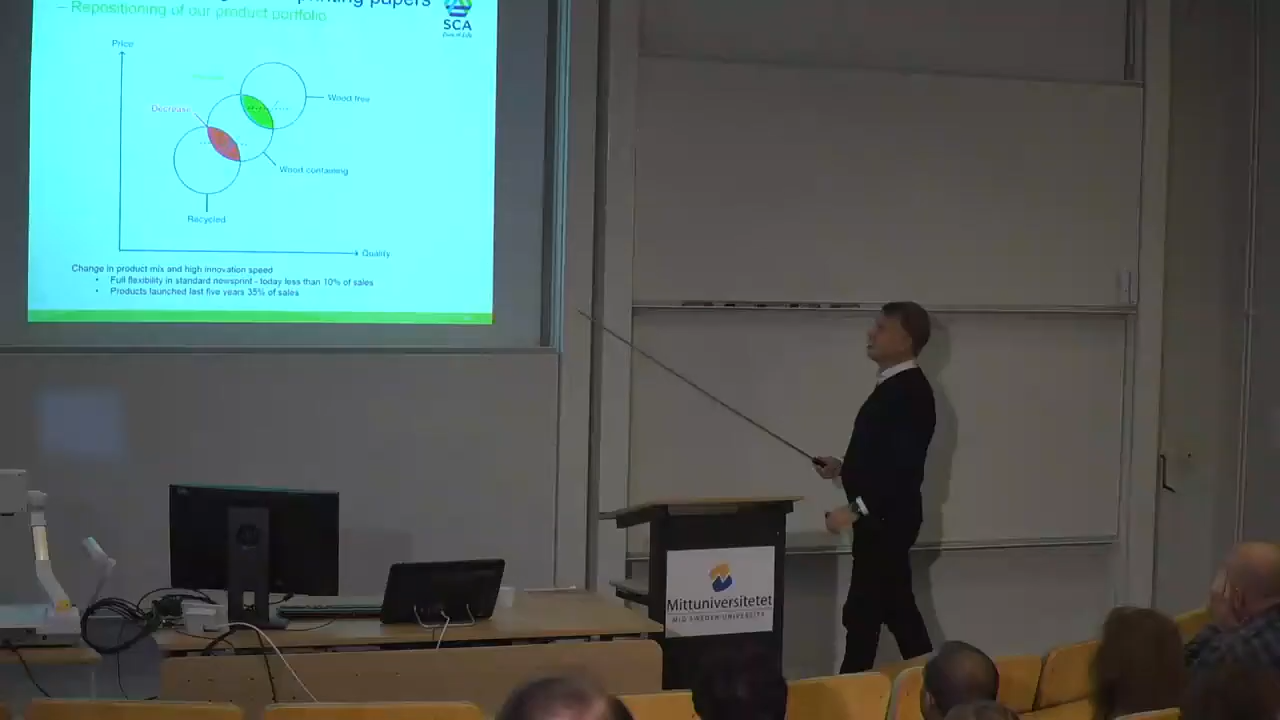 printing papers
– Repositioning of our product portfolio
SCA
Price
Wood free
Decrease
Wood containing
Recycled
Quality
Change in product mix and high innovation speed
• Full flexibility in standard newsprint - today less than 10% of sales
• Products launched last five years 35% of sales
Mittuniversitetet
MID SWEDEN UNIVERSITY